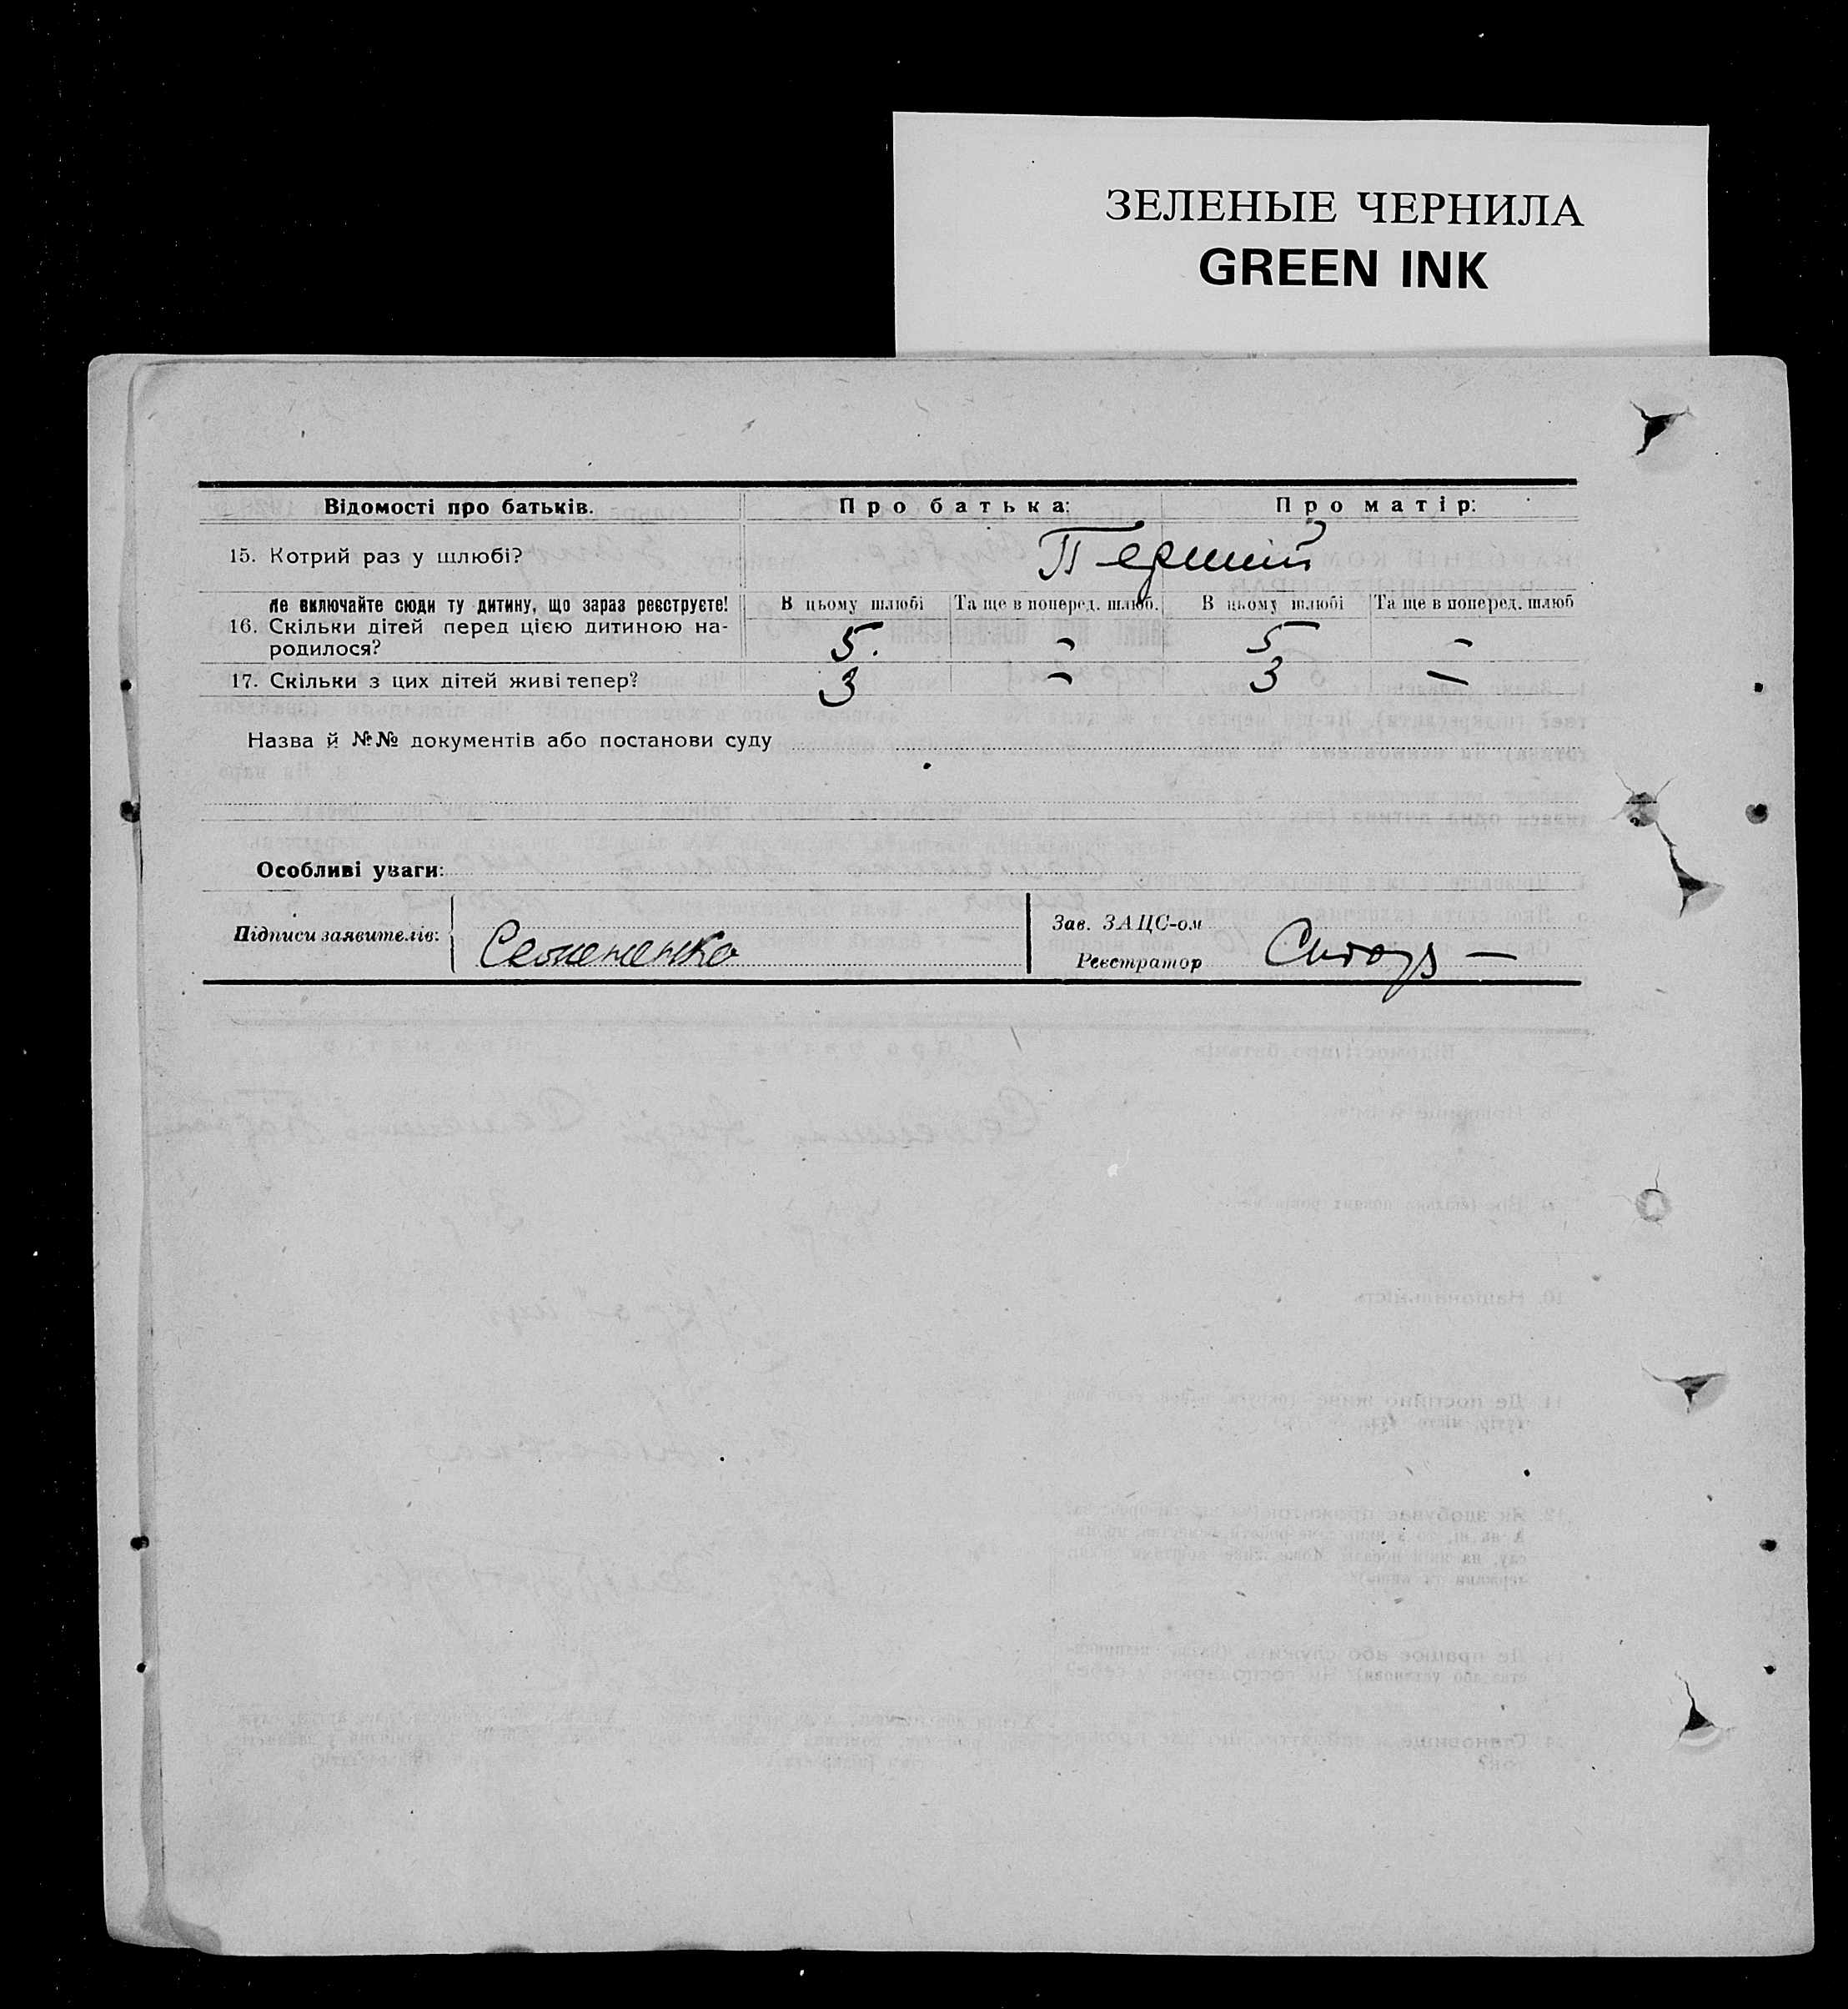 ЗЕЛЕНЫЕ ЧЕРНИЛА
GREEN INK
Відомості про батьків. Про батька: Про матір:
15. Котрий раз у шлюбі? Перший
Не включайте сюди ту дитину, що зараз реєструєте! В цьому шлюбі Та ще в поперед. шлюб. В цьому шлюбі Та ще в поперед. шлюб
16. Скільки дітей перед цією дитиною на-
родилося? 5. – 5 –
17. Скільки з цих дітей живі тепер? 3 – 3 –
Назва й №№ документів або постанови суду
Особливі уваги:
Підписи заявителів: Семененко
Зав. ЗАЦС-ом
Реєстратор